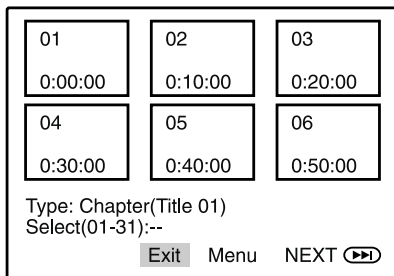 01 02 03
0:00:00 0:10:00 0:20:00
04 05 06
0:30:00 0:40:00 0:50:00
Type: Chapter(Title 01)
Select(01-31):--
Exit Menu NEXT